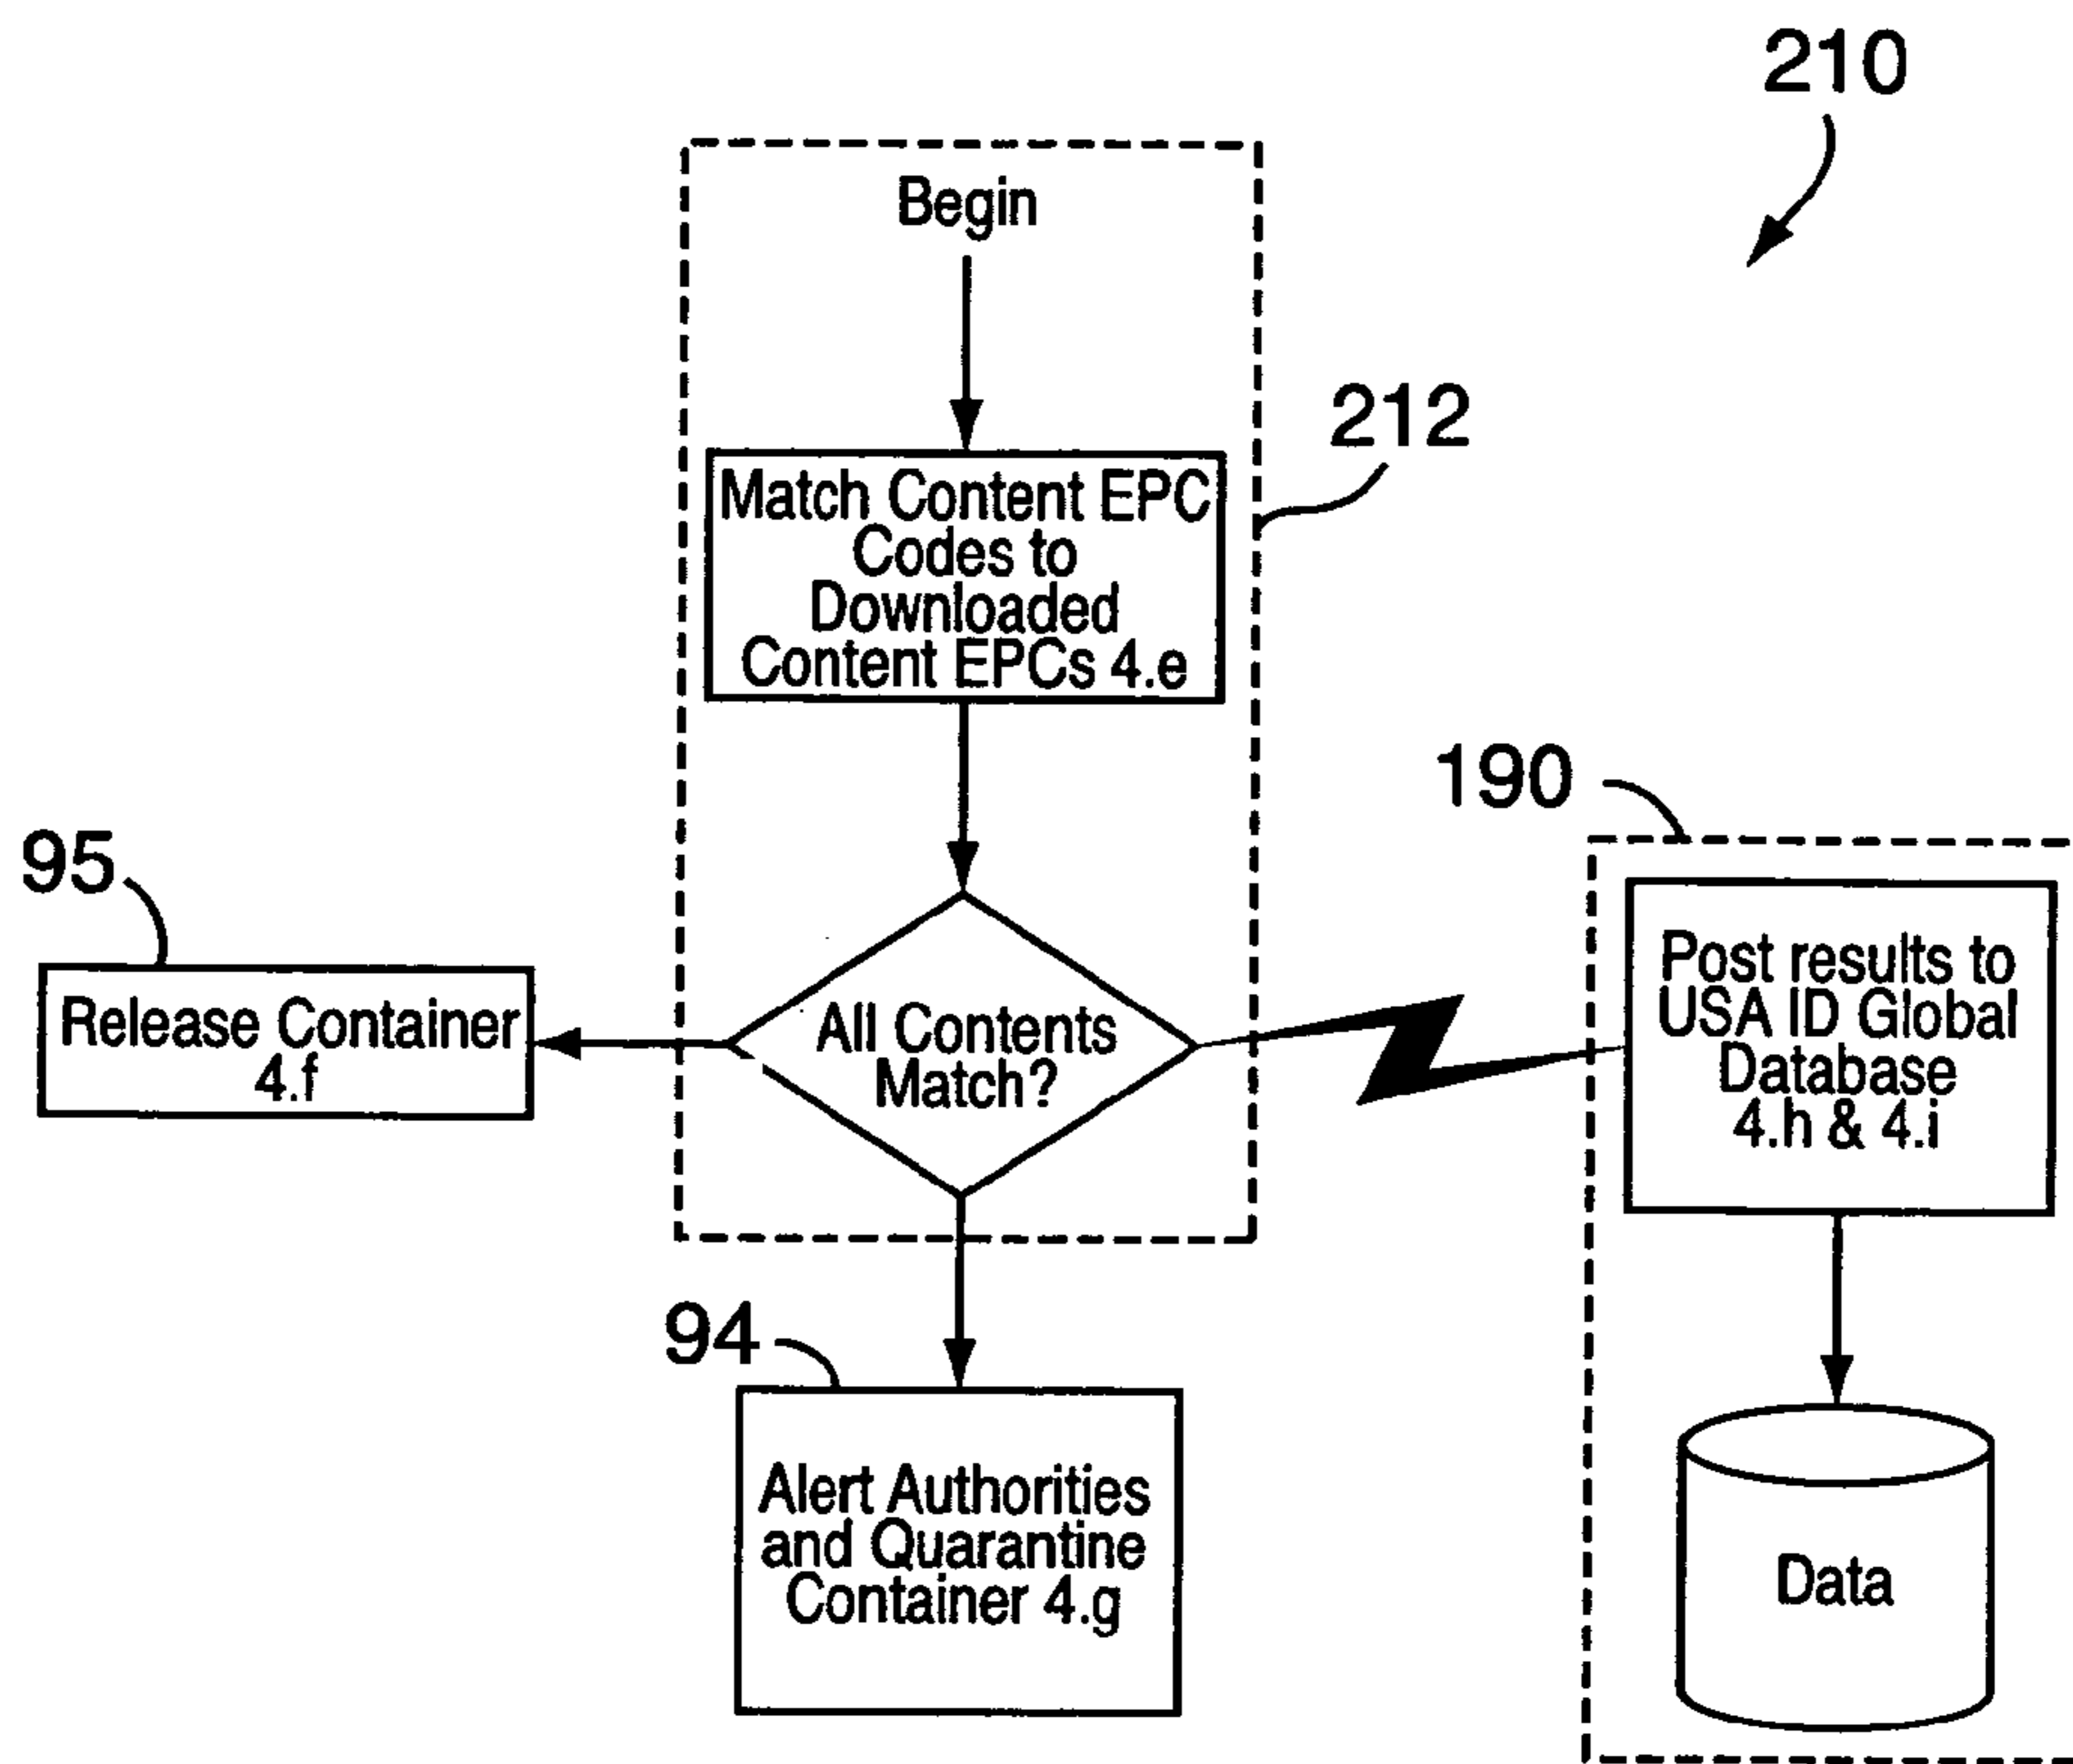 210
Begin
212
Match Content EPC
Codes to
Downloaded
Content EPCs 4.e
190
95
Release Container
4.f
All Contents
Match?
Post results to
USA ID Global
Database
4.h & 4.i
94
Alert Authorities
and Quarantine
Container 4.g
Data